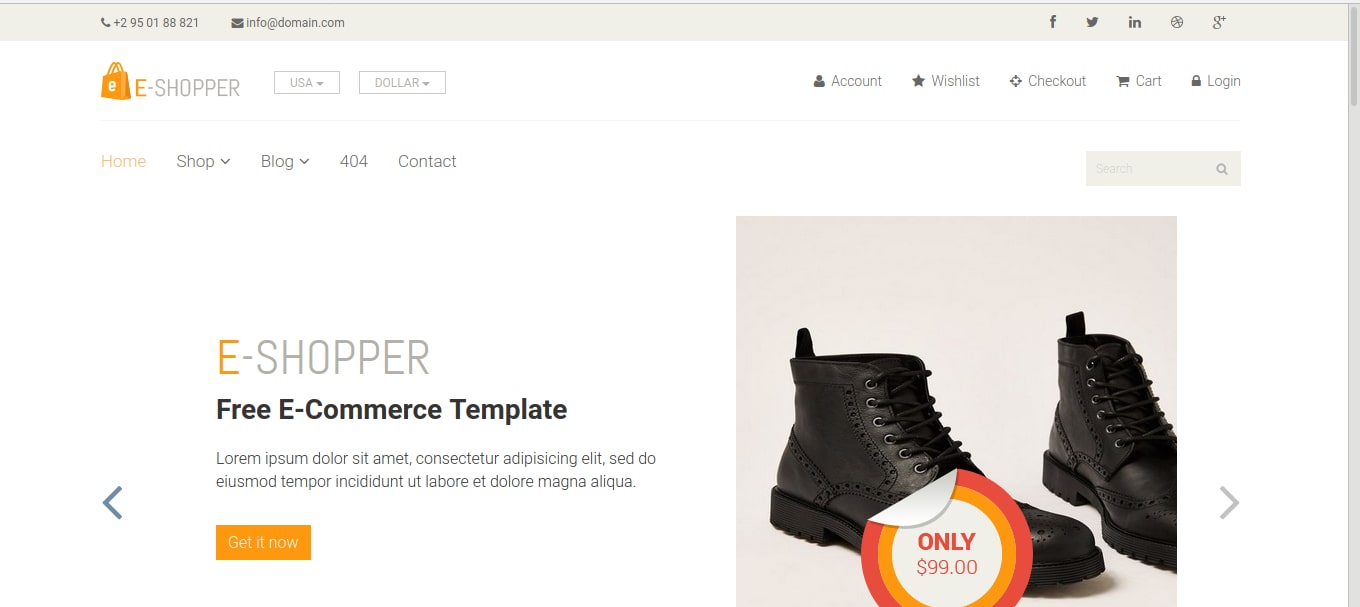 +2 95 01 88 821 info@domain.com
E-SHOPPER USA DOLLAR Account Wishlist Checkout Cart Login
Home Shop Blog 404 Contact Search
E-SHOPPER
Free E-Commerce Template
Lorem ipsum dolor sit amet, consectetur adipisicing elit, sed do
eiusmod tempor incididunt ut labore et dolore magna aliqua.
Get it now
ONLY
$99.00